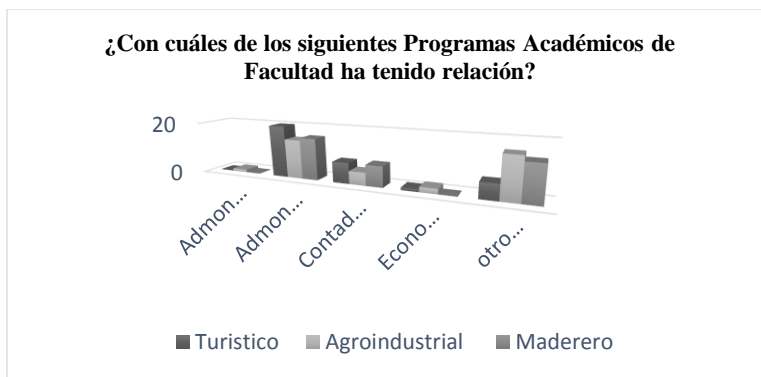 ¿Con cuáles de los siguientes Programas Académicos de
Facultad ha tenido relación?
20
0
Admon...
Admon...
Contad...
Econo...
otro...
Turistico
Agroindustrial
Maderero